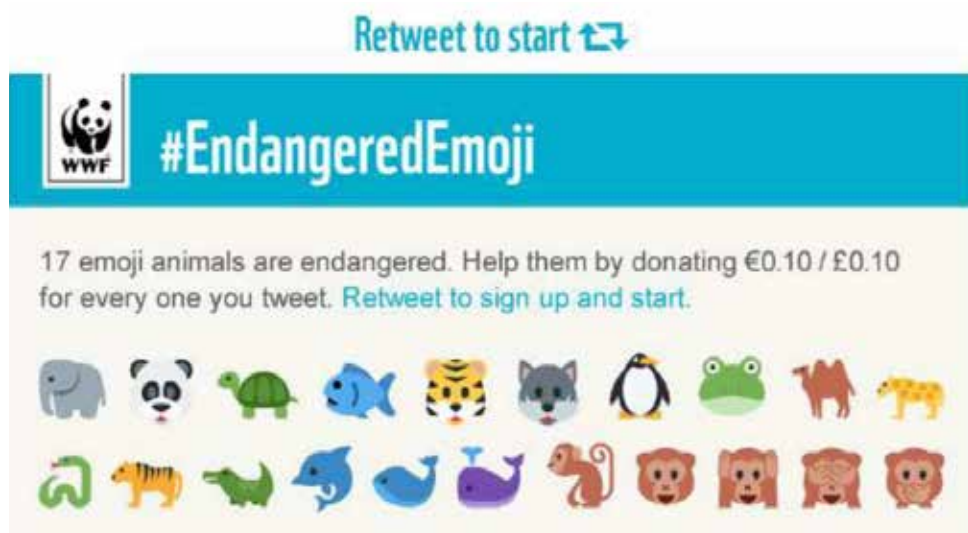 Retweet to start
WWF
#EndangeredEmoji
17 emoji animals are endangered. Help them by donating €0.10 / £0.10
for every one you tweet. Retweet to sign up and start.